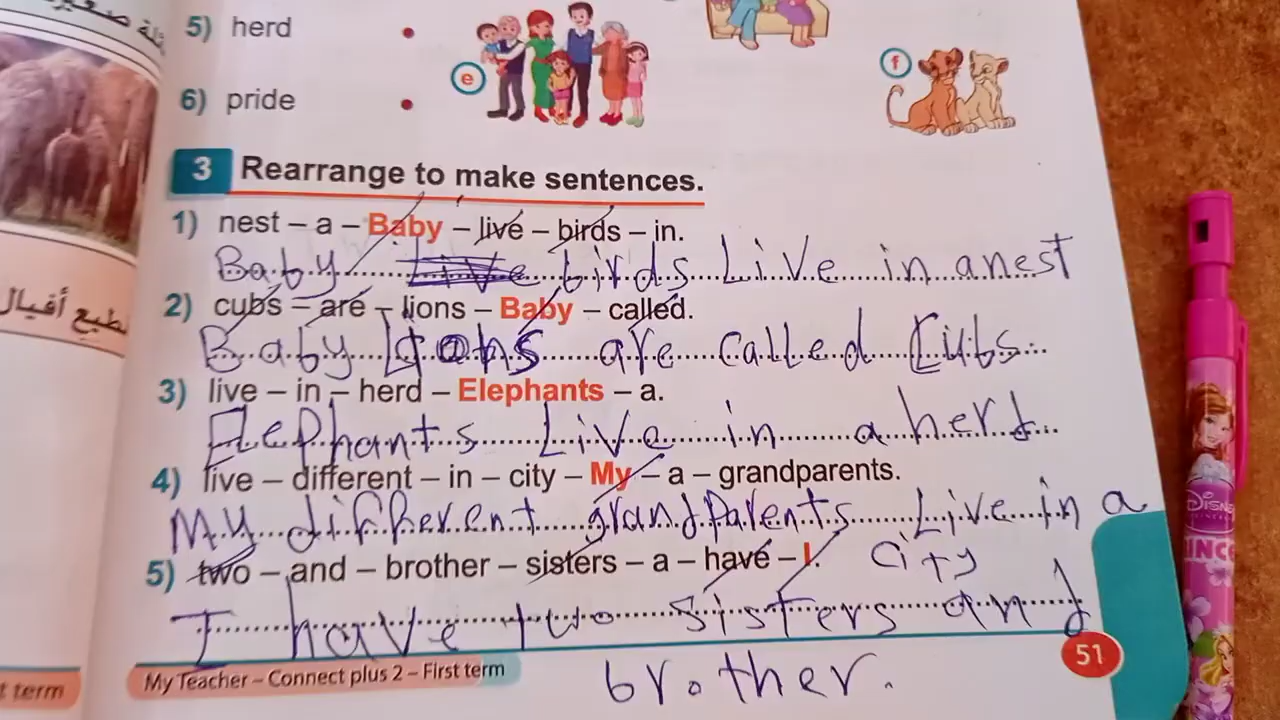 5) herd
e
f
6) pride
3 Rearrange to make sentences.
1) nest – a – Baby – live – birds – in.
Baby birds Live in a nest
2) cubs – are – lions – Baby – called.
Baby lions are called Cubs
3) live – in – herd – Elephants – a.
Elephants Live in a herd
4) live – different – in – city – My – a – grandparents.
My different grandparents Live in a
city
5) two – and – brother – sisters – a – have – I.
I have two sisters and
brother.
51
My Teacher – Connect plus 2 – First term
t term
أفيال
DISNEY